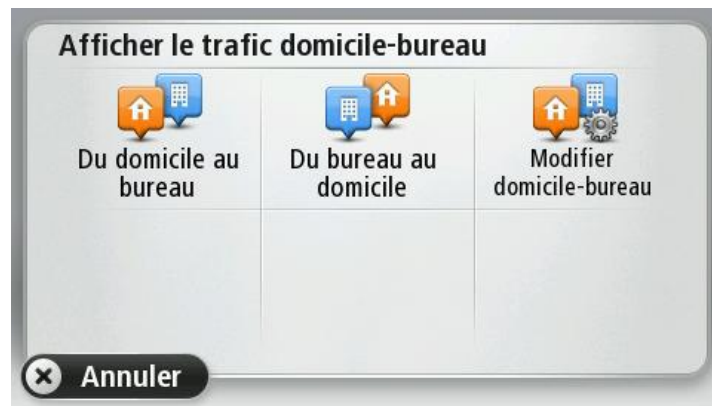 Afficher le trafic domicile-bureau
Du domicile au
bureau
Du bureau au
domicile
Modifier
domicile-bureau
Annuler